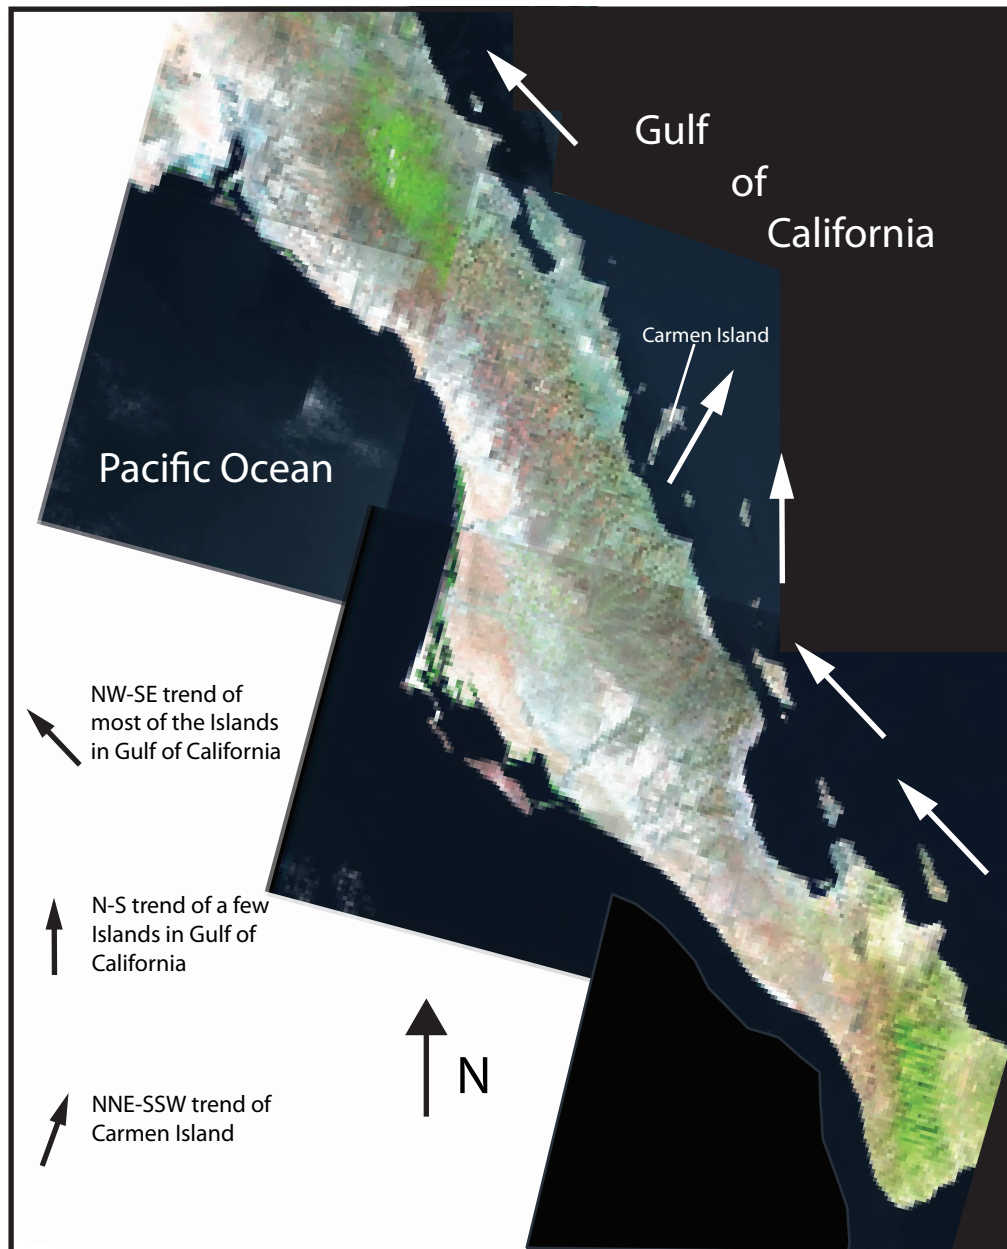 Gulf
of
California
Carmen Island
Pacific Ocean
NW-SE trend of
most of the Islands
in Gulf of California
N-S trend of a few
Islands in Gulf of
California
N
NNE-SSW trend of
Carmen Island